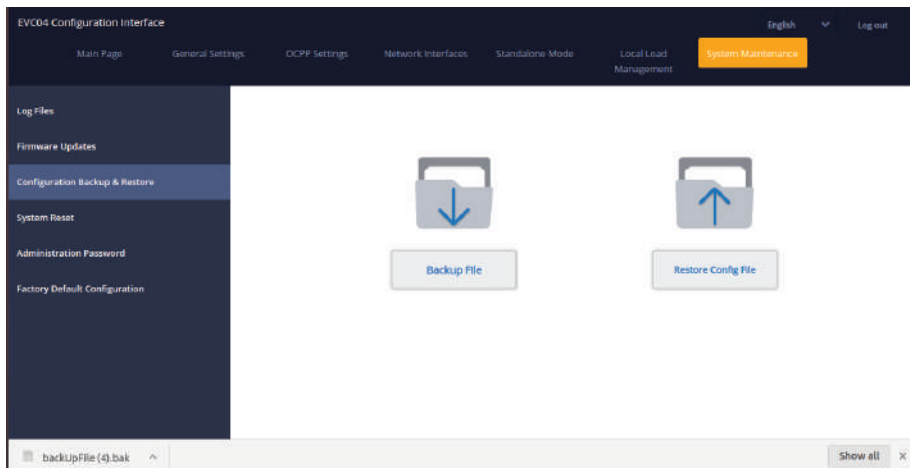 EVC04 Configuration Interface
English
Log out
Main Page
General Settings
OCPP Settings
Network Interfaces
Standalone Mode
Local Load
Management
System Maintenance
Log Files
Firmware Updates
Configuration Backup & Restore
System Reset
Administration Password
Factory Default Configuration
Backup File
Restore Config File
backUpFile (4).bak
Show all